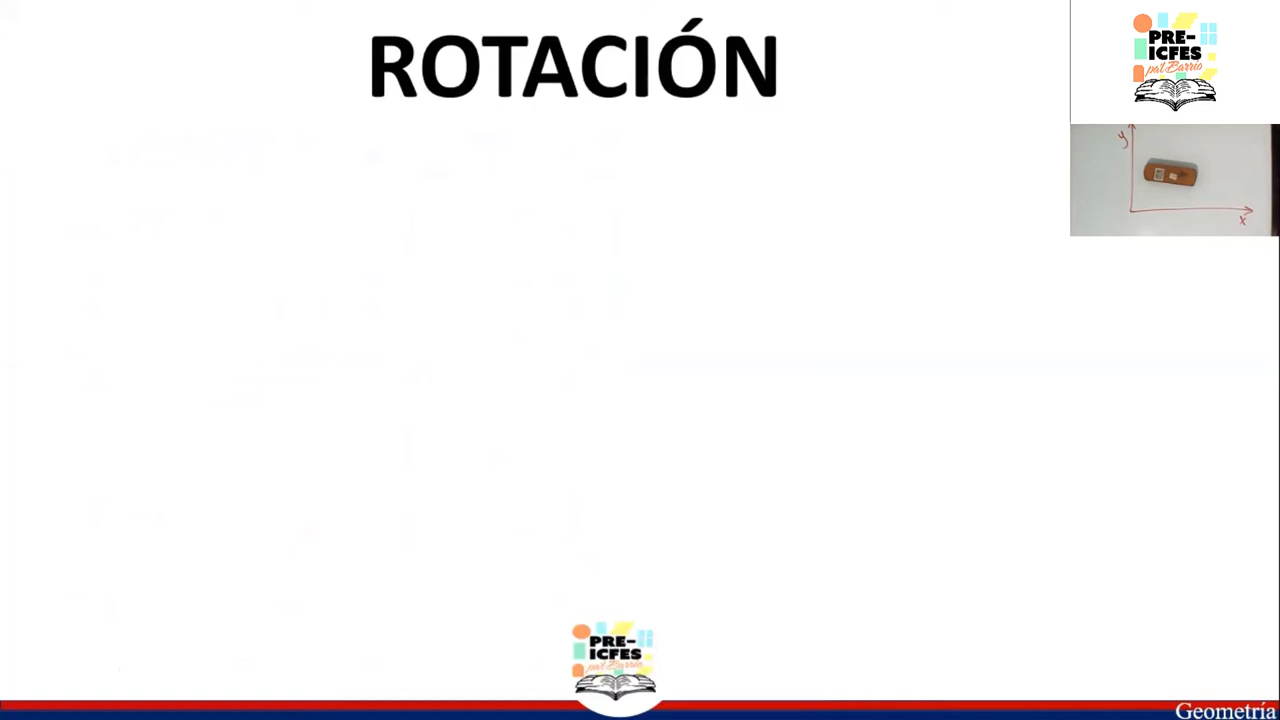 ROTACIÓN
PRE-
ICFES
pal Barrio
y
x
PRE-
ICFES
pal Barrio
Geometría